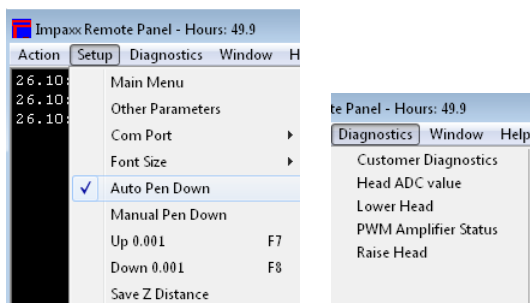 Impaxx Remote Panel - Hours: 49.9
Action Setup Diagnostics Window H
26.10:
26.10:
26.10:
Main Menu
Other Parameters
Com Port
Font Size
Auto Pen Down
Manual Pen Down
Up 0.001 F7
Down 0.001 F8
Save Z Distance
te Panel - Hours: 49.9
Diagnostics Window Help
Customer Diagnostics
Head ADC value
Lower Head
PWM Amplifier Status
Raise Head